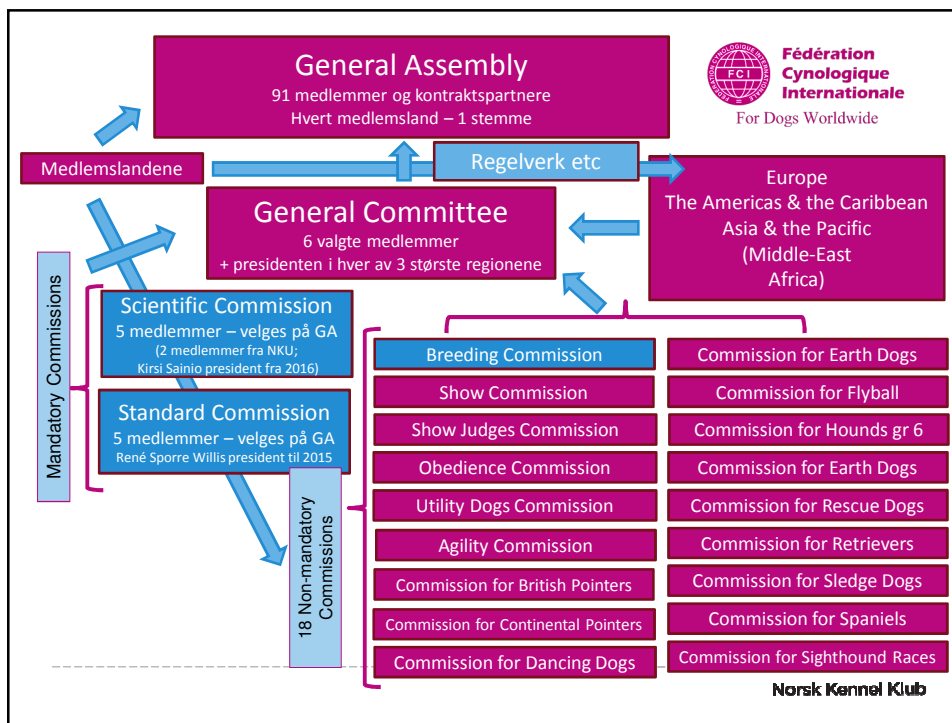 General Assembly
91 medlemmer og kontraktspartnere
Hvert medlemsland – 1 stemme
FEDERATION CYNOLOGIQUE INTERNATIONALE
FCI
Fédération
Cynologique
Internationale
For Dogs Worldwide
Medlemslandene
Regelverk etc
General Committee
6 valgte medlemmer
+ presidenten i hver av 3 største regionene
Europe
The Americas & the Caribbean
Asia & the Pacific
(Middle-East
Africa)
Mandatory Commissions
Scientific Commission
5 medlemmer – velges på GA
(2 medlemmer fra NKU;
Kirsi Sainio president fra 2016)
Standard Commission
5 medlemmer – velges på GA
René Sporre Willis president til 2015
18 Non-mandatory
Commissions
Breeding Commission
Show Commission
Show Judges Commission
Obedience Commission
Utility Dogs Commission
Agility Commission
Commission for British Pointers
Commission for Continental Pointers
Commission for Dancing Dogs
Commission for Earth Dogs
Commission for Flyball
Commission for Hounds gr 6
Commission for Earth Dogs
Commission for Rescue Dogs
Commission for Retrievers
Commission for Sledge Dogs
Commission for Spaniels
Commission for Sighthound Races
Norsk Kennel Klub